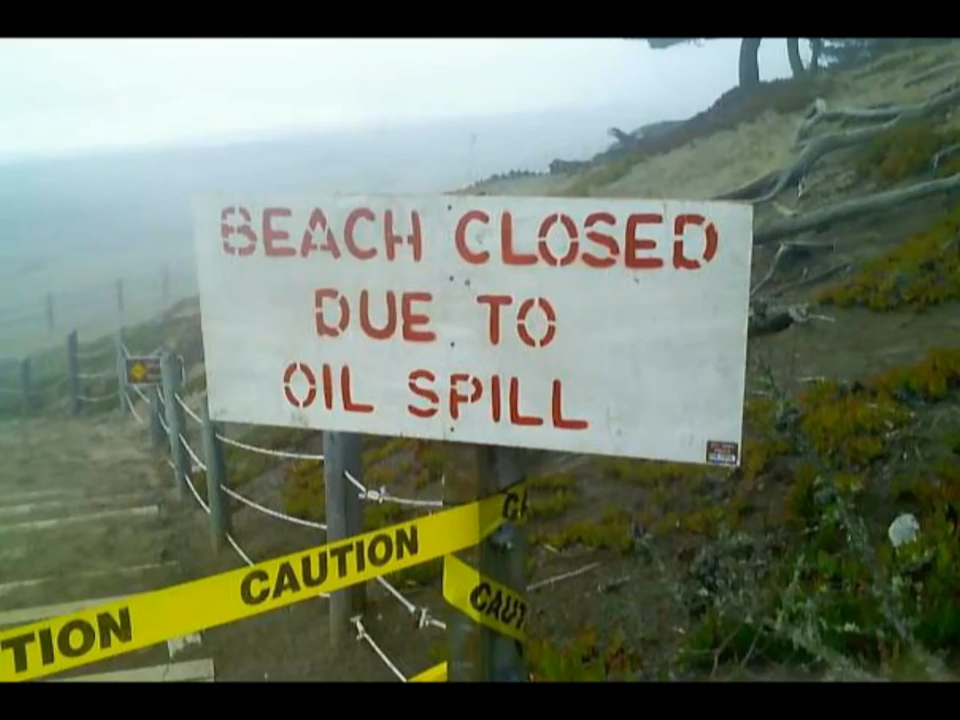 BEACH CLOSED
DUE TO
OIL SPILL
CAUTION
TION
CAUT